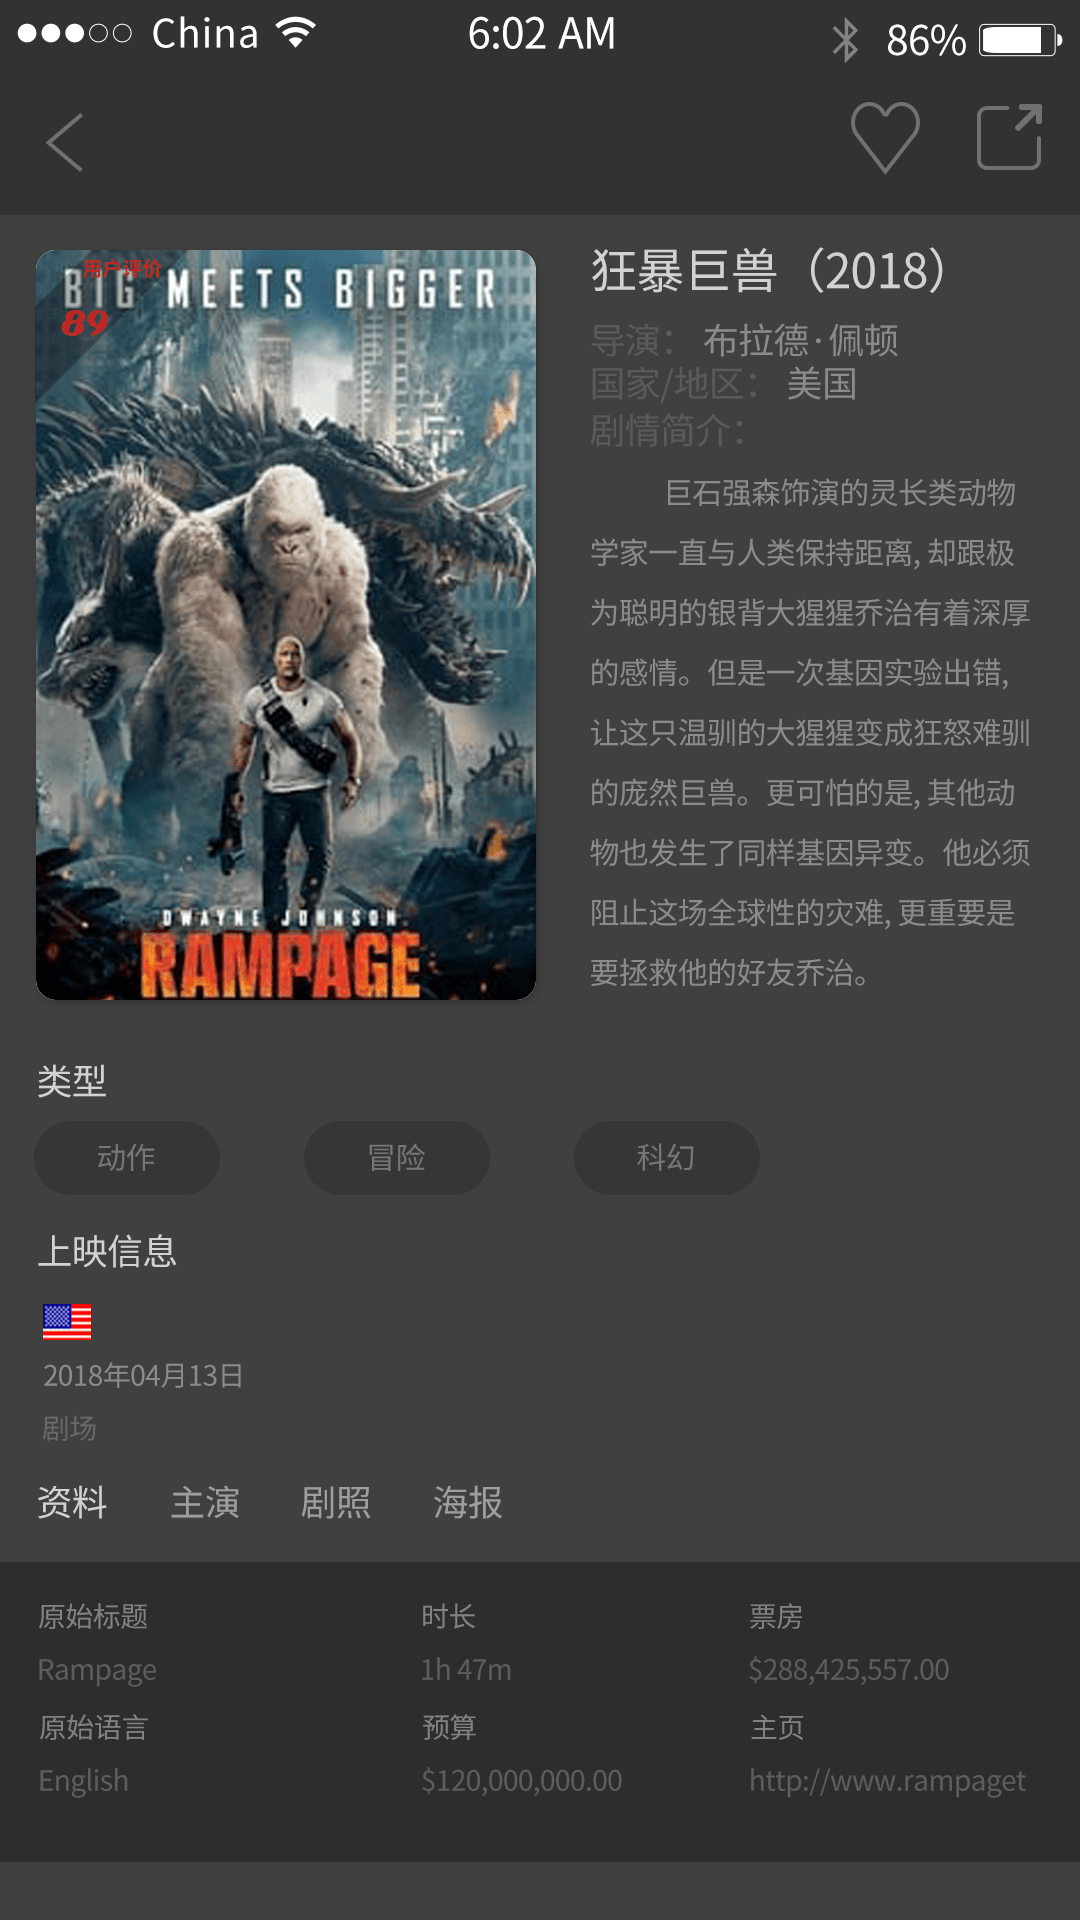 China
6:02 AM
86%
用户评价
89
BIG MEETS BIGGER
DWAYNE JOHNSON
RAMPAGE
狂暴巨兽（2018）
导演： 布拉德·佩顿
国家/地区： 美国
剧情简介：
巨石强森饰演的灵长类动物
学家一直与人类保持距离, 却跟极
为聪明的银背大猩猩乔治有着深厚
的感情。但是一次基因实验出错,
让这只温驯的大猩猩变成狂怒难驯
的庞然巨兽。更可怕的是, 其他动
物也发生了同样基因异变。他必须
阻止这场全球性的灾难, 更重要是
要拯救他的好友乔治。
类型
动作 冒险 科幻
上映信息
2018年04月13日
剧场
资料 主演 剧照 海报
原始标题 时长 票房
Rampage 1h 47m $288,425,557.00
原始语言 预算 主页
English $120,000,000.00 http://www.rampaget